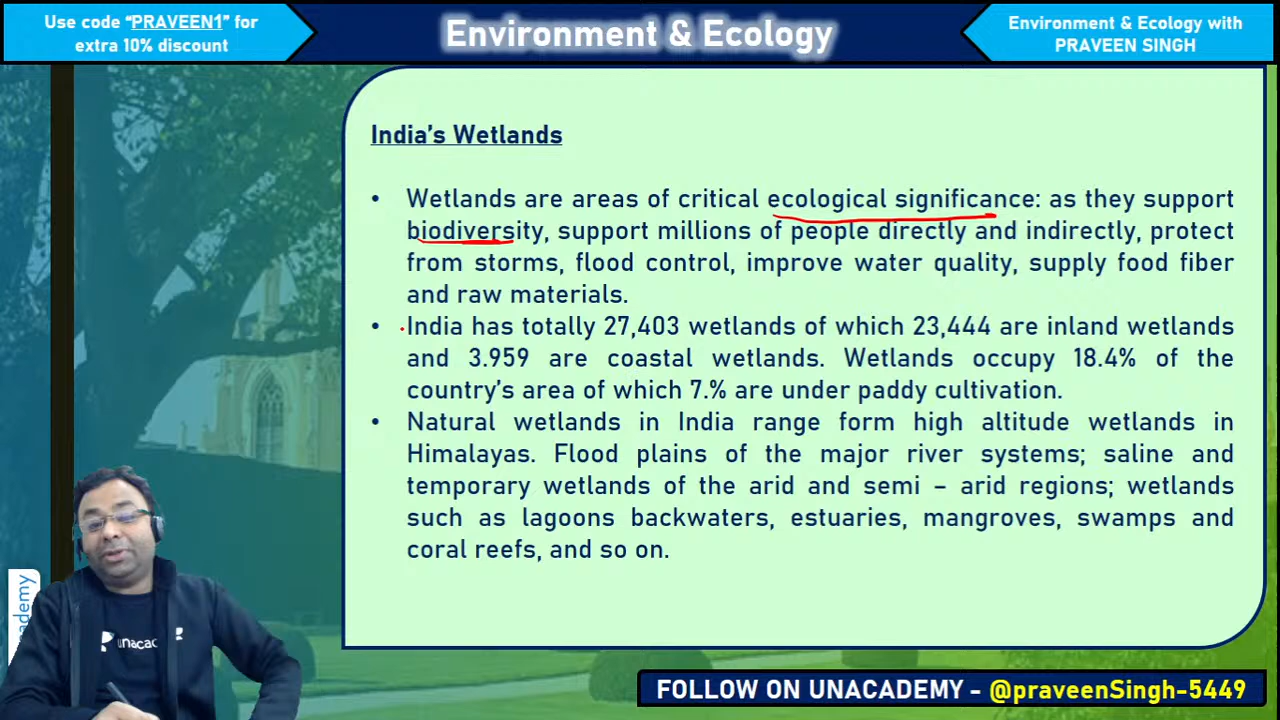 Use code “PRAVEEN1” for
extra 10% discount
Environment & Ecology
Environment & Ecology with
PRAVEEN SINGH
India’s Wetlands
• Wetlands are areas of critical ecological significance: as they support
biodiversity, support millions of people directly and indirectly, protect
from storms, flood control, improve water quality, supply food fiber
and raw materials.
• India has totally 27,403 wetlands of which 23,444 are inland wetlands
and 3.959 are coastal wetlands. Wetlands occupy 18.4% of the
country’s area of which 7.% are under paddy cultivation.
• Natural wetlands in India range form high altitude wetlands in
Himalayas. Flood plains of the major river systems; saline and
temporary wetlands of the arid and semi – arid regions; wetlands
such as lagoons backwaters, estuaries, mangroves, swamps and
coral reefs, and so on.
FOLLOW ON UNACADEMY - @praveenSingh-5449